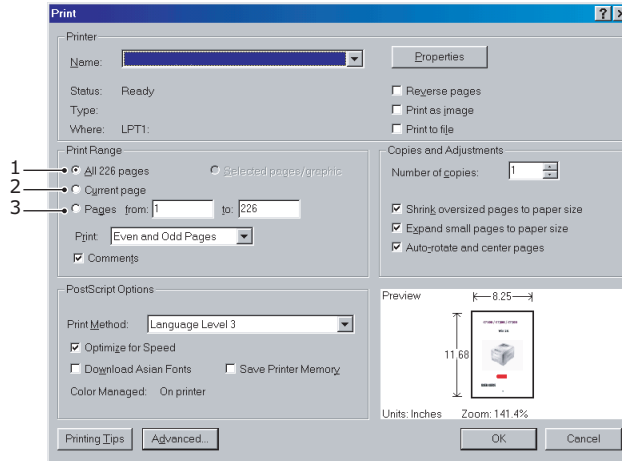 Print
Printer
Name:
Properties
Status: Ready
Reverse pages
Type:
Print as image
Where: LPT1:
Print to file
Print Range
Copies and Adjustments
1
All 226 pages
Selected pages/graphic
Number of copies: 1
2
Current page
3
Pages from: 1 to: 226
Shrink oversized pages to paper size
Print: Even and Odd Pages
Expand small pages to paper size
Comments
Auto-rotate and center pages
PostScript Options
Preview
8.25
Print Method: Language Level 3
Optimize for Speed
11.68
Download Asian Fonts
Save Printer Memory
Color Managed: On printer
Units: Inches Zoom: 141.4%
Printing Tips
Advanced...
OK
Cancel